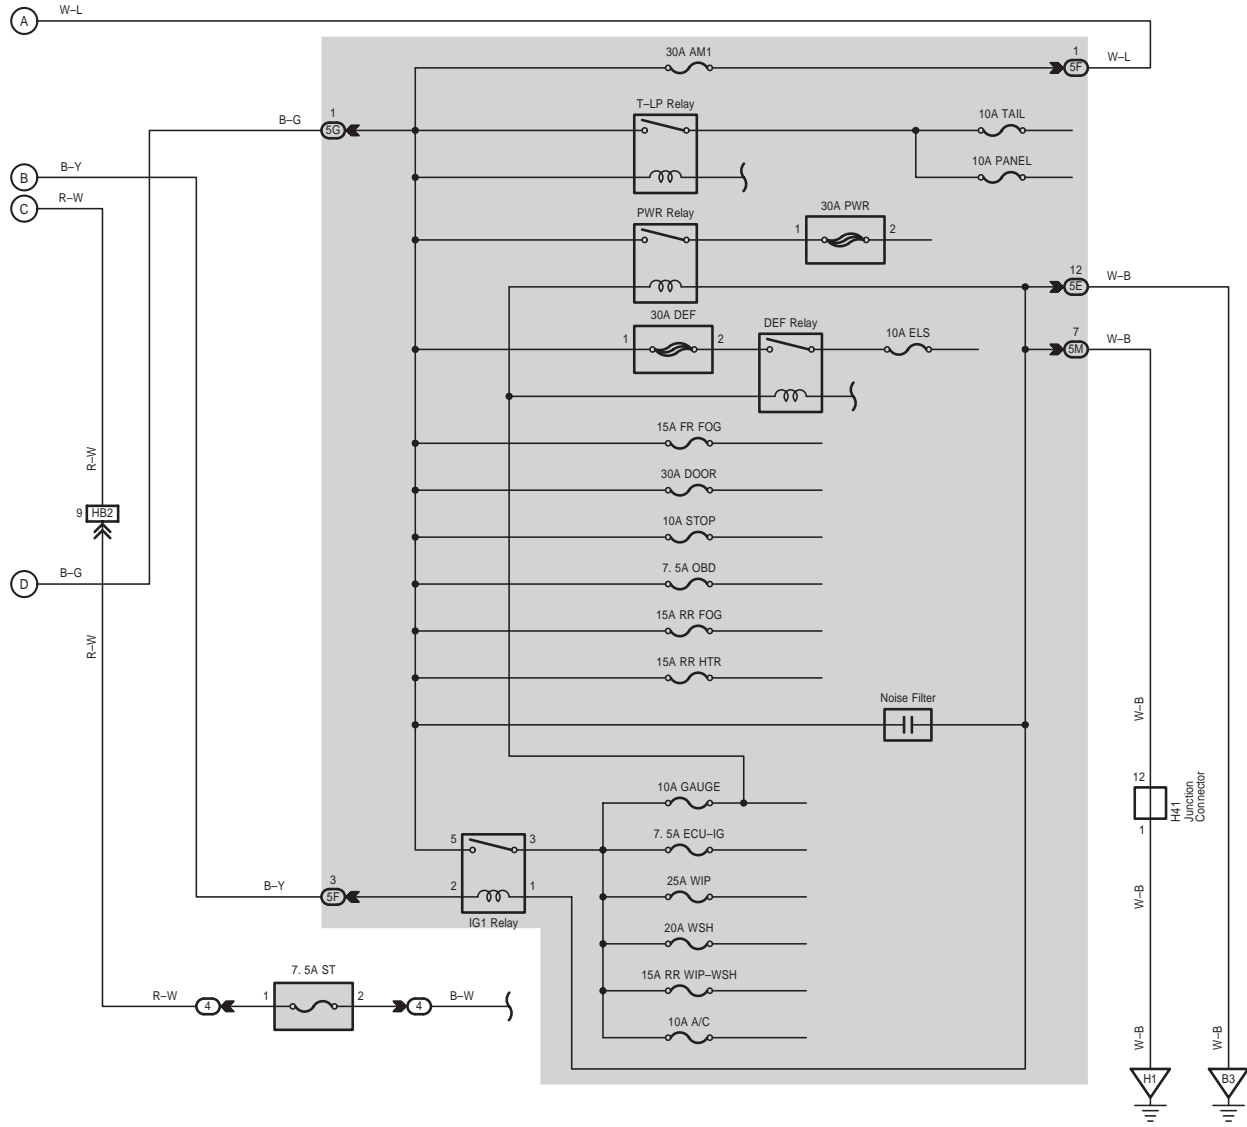 A
W–L
30A AM1
1
5F
W–L
T–LP Relay
10A TAIL
1
5G
B–G
10A PANEL
B
B–Y
C
R–W
PWR Relay
30A PWR
1
2
12
5E
W–B
30A DEF
1
2
DEF Relay
10A ELS
7
5M
W–B
15A FR FOG
R–W
30A DOOR
9
HB2
10A STOP
D
B–G
7. 5A OBD
15A RR FOG
R–W
15A RR HTR
Noise Filter
W–B
12
H41
Junction
Connector
1
10A GAUGE
5
3
7. 5A ECU–IG
B–Y
3
5F
2
1
IG1 Relay
25A WIP
W–B
20A WSH
7. 5A ST
15A RR WIP–WSH
R–W
4
1
2
4
B–W
10A A/C
W–B
W–B
H1
B3